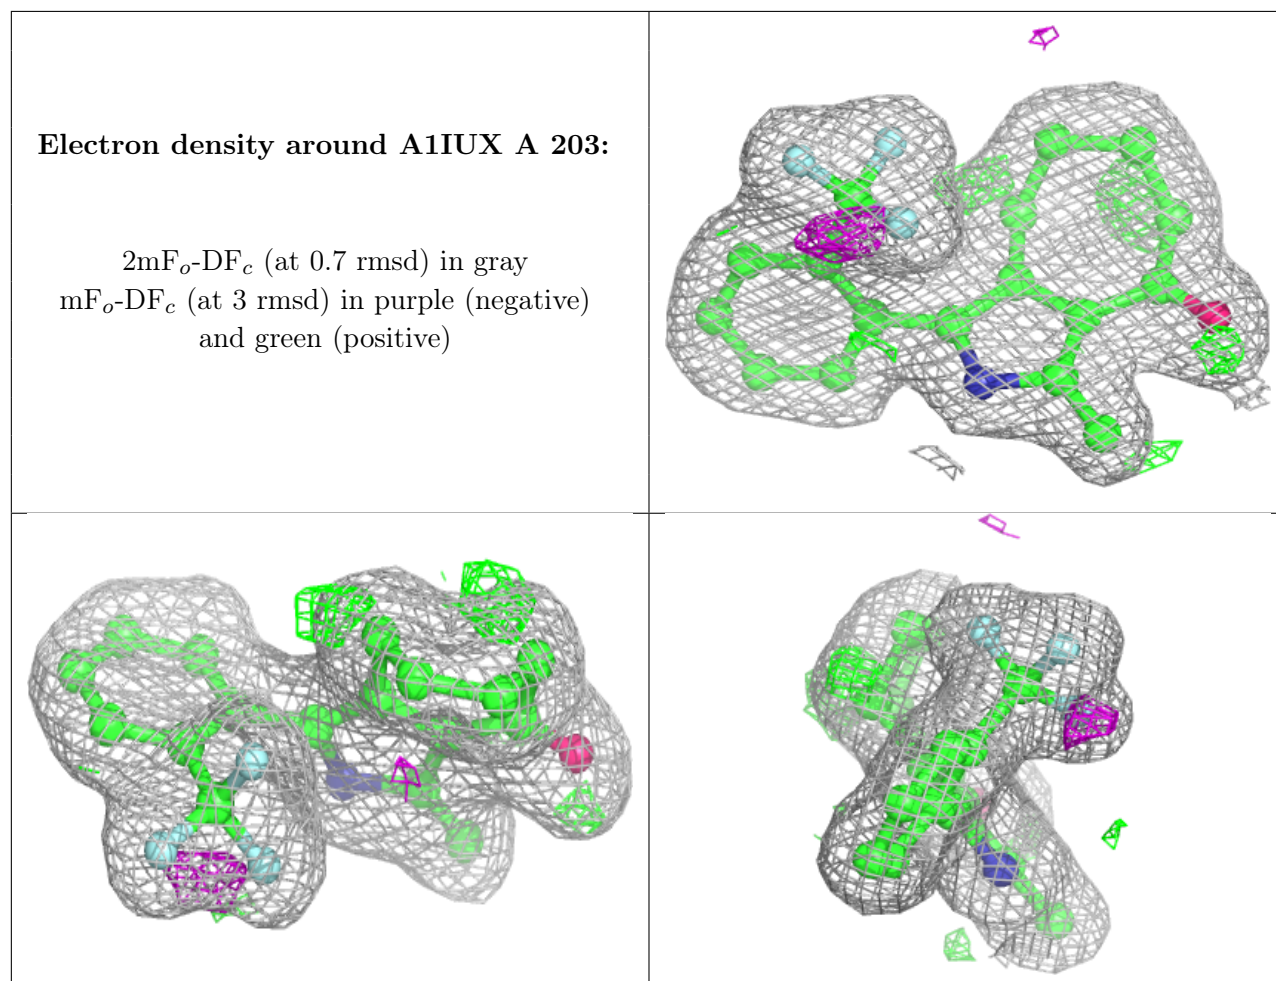 Electron density around A1IUX A 203:
2mFo-DFc (at 0.7 rmsd) in gray
mFo-DFc (at 3 rmsd) in purple (negative)
and green (positive)